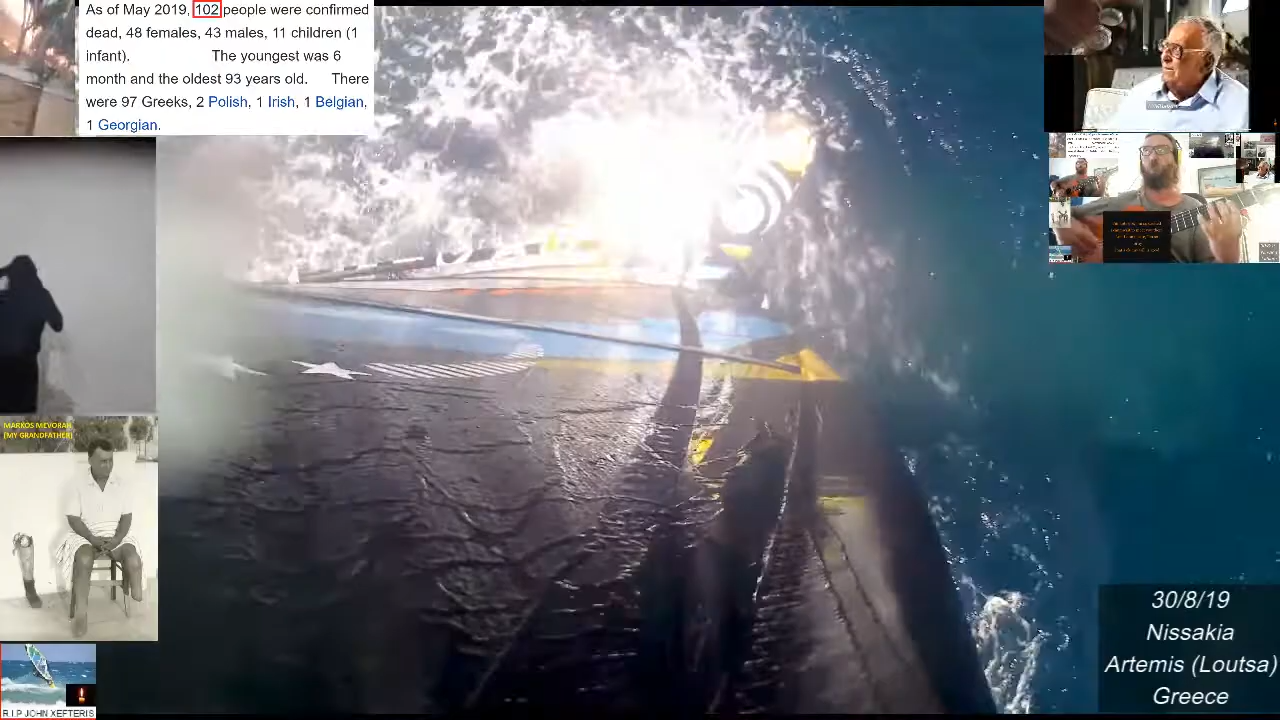 As of May 2019, 102 people were confirmed
dead, 48 females, 43 males, 11 children (1
infant). The youngest was 6
month and the oldest 93 years old. There
were 97 Greeks, 2 Polish, 1 Irish, 1 Belgian,
1 Georgian.
MARKOS MEVORAH
(MY GRANDFATHER)
R.I.P JOHN XEFTERIS
30/8/19
Nissakia
Artemis (Loutsa)
Greece